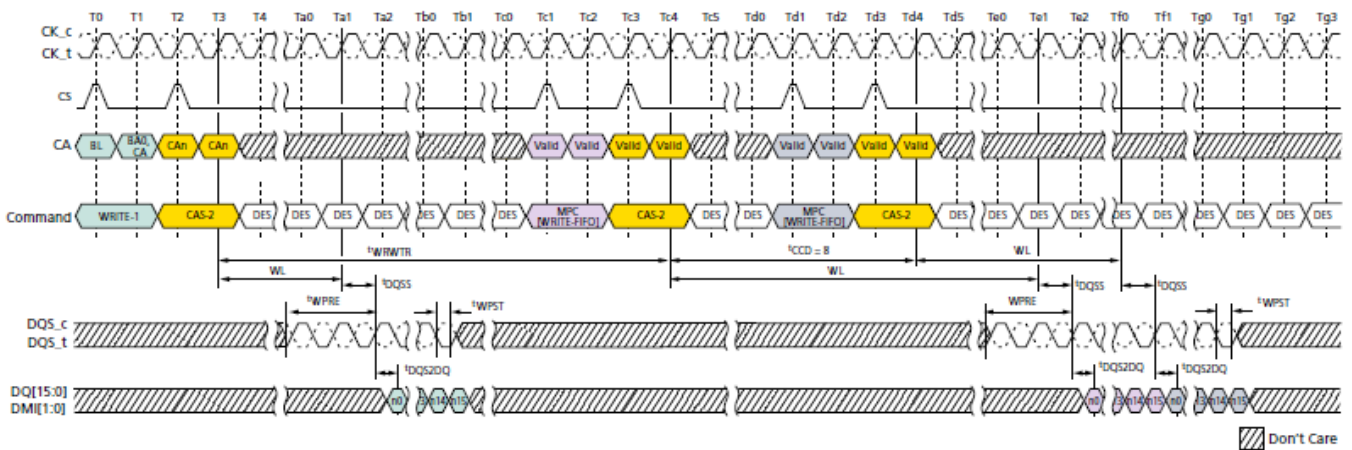 T0 T1 T2 T3 T4 Ta0 Ta1 Ta2 Tb0 Tb1 Tc0 Tc1 Tc2 Tc3 Tc4 Tc5 Td0 Td1 Td2 Td3 Td4 Td5 Te0 Te1 Te2 Tf0 Tf1 Tg0 Tg1 Tg2 Tg3
CK_c
CK_t
CS
CA BL BA0, CA CAn CAn Valid Valid Valid Valid Valid Valid Valid Valid
Command WRITE-1 CAS-2 DES DES DES DES DES DES DES MPC [WRITE-FIFO] CAS-2 DES DES DES MPC [WRITE-FIFO] CAS-2 DES DES DES DES DES DES DES DES DES DES
tWRWTR tCCD = 8 WL
WL WL
tDQSS tDQSS tDQSS
tWPRE tWPST WPRE tWPST
DQS_c
DQS_t
tDQS2DQ tDQS2DQ tDQS2DQ
DQ[15:0]
DMI[1:0]
n0 n14 n15 n0 n14 n15 n0 n14 n15
Don't Care